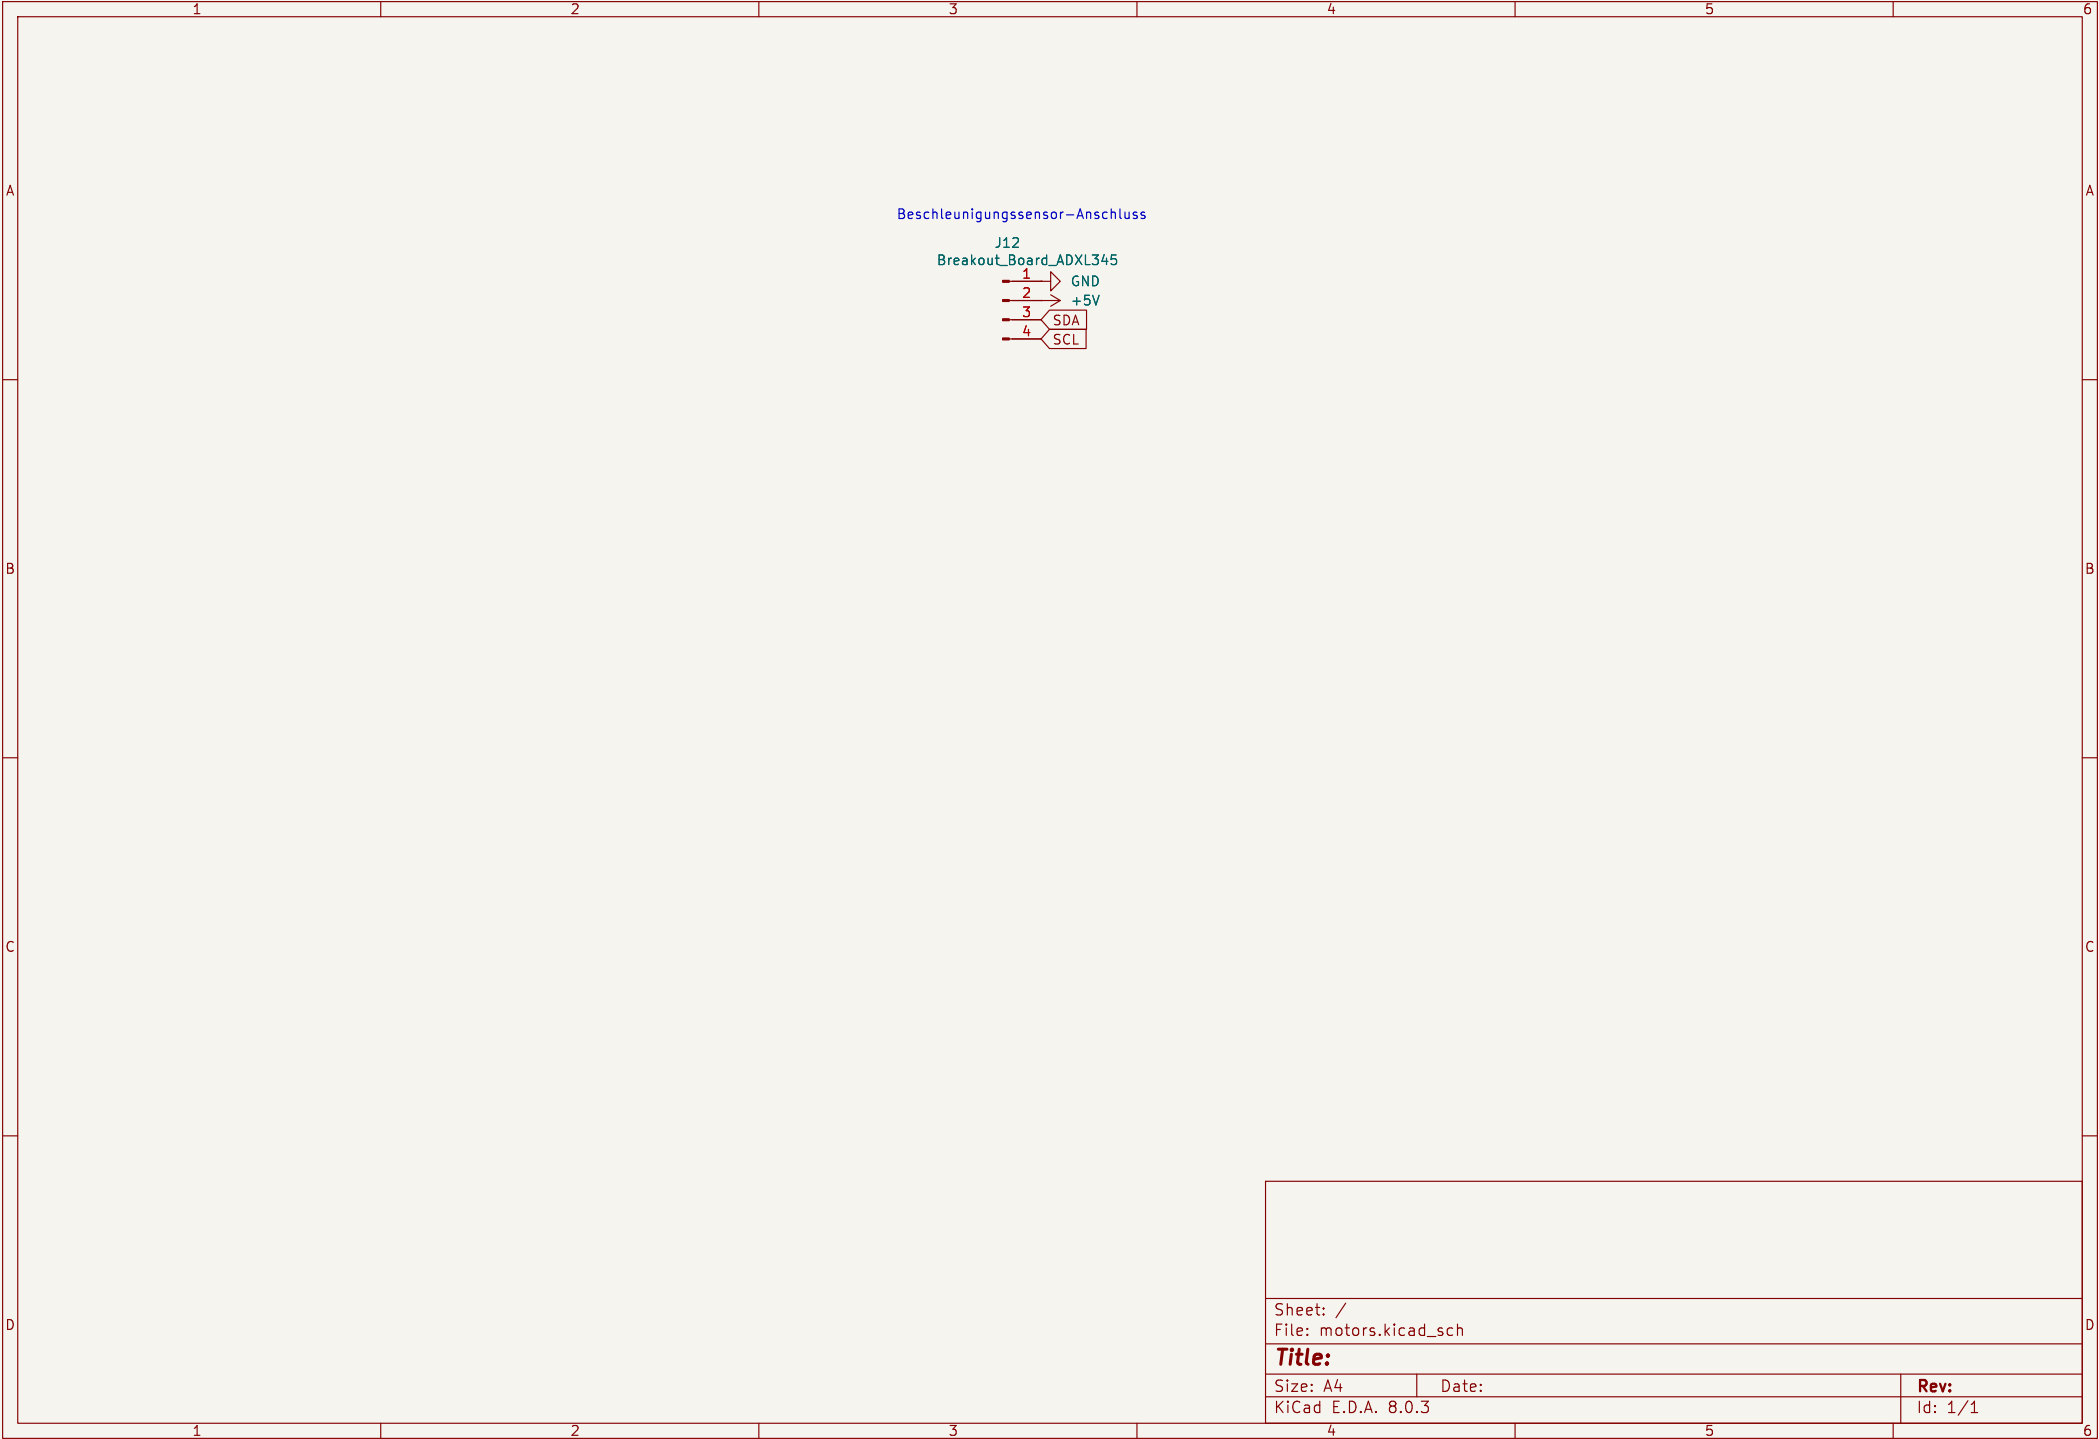 1 2 3 4 5 6
A A
Beschleunigungssensor-Anschluss
J12
Breakout_Board_ADXL345
1 GND
2 +5V
3 SDA
4 SCL
B B
C C
Sheet: /
D File: motors.kicad_sch D
Title:
Size: A4 Date: Rev:
KiCad E.D.A. 8.0.3 Id: 1/1
1 2 3 4 5 6